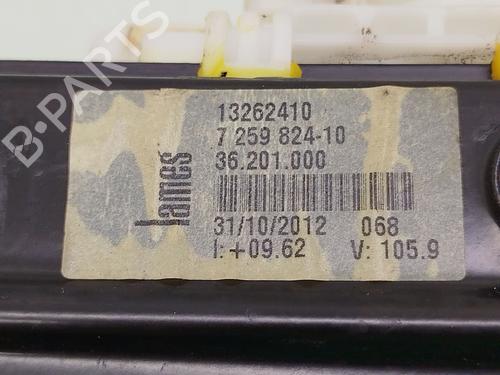 B-PARTS
13262410
7 259 824-10
36.201.000
lames
31/10/2012 068
I: +09.62 V: 105.9